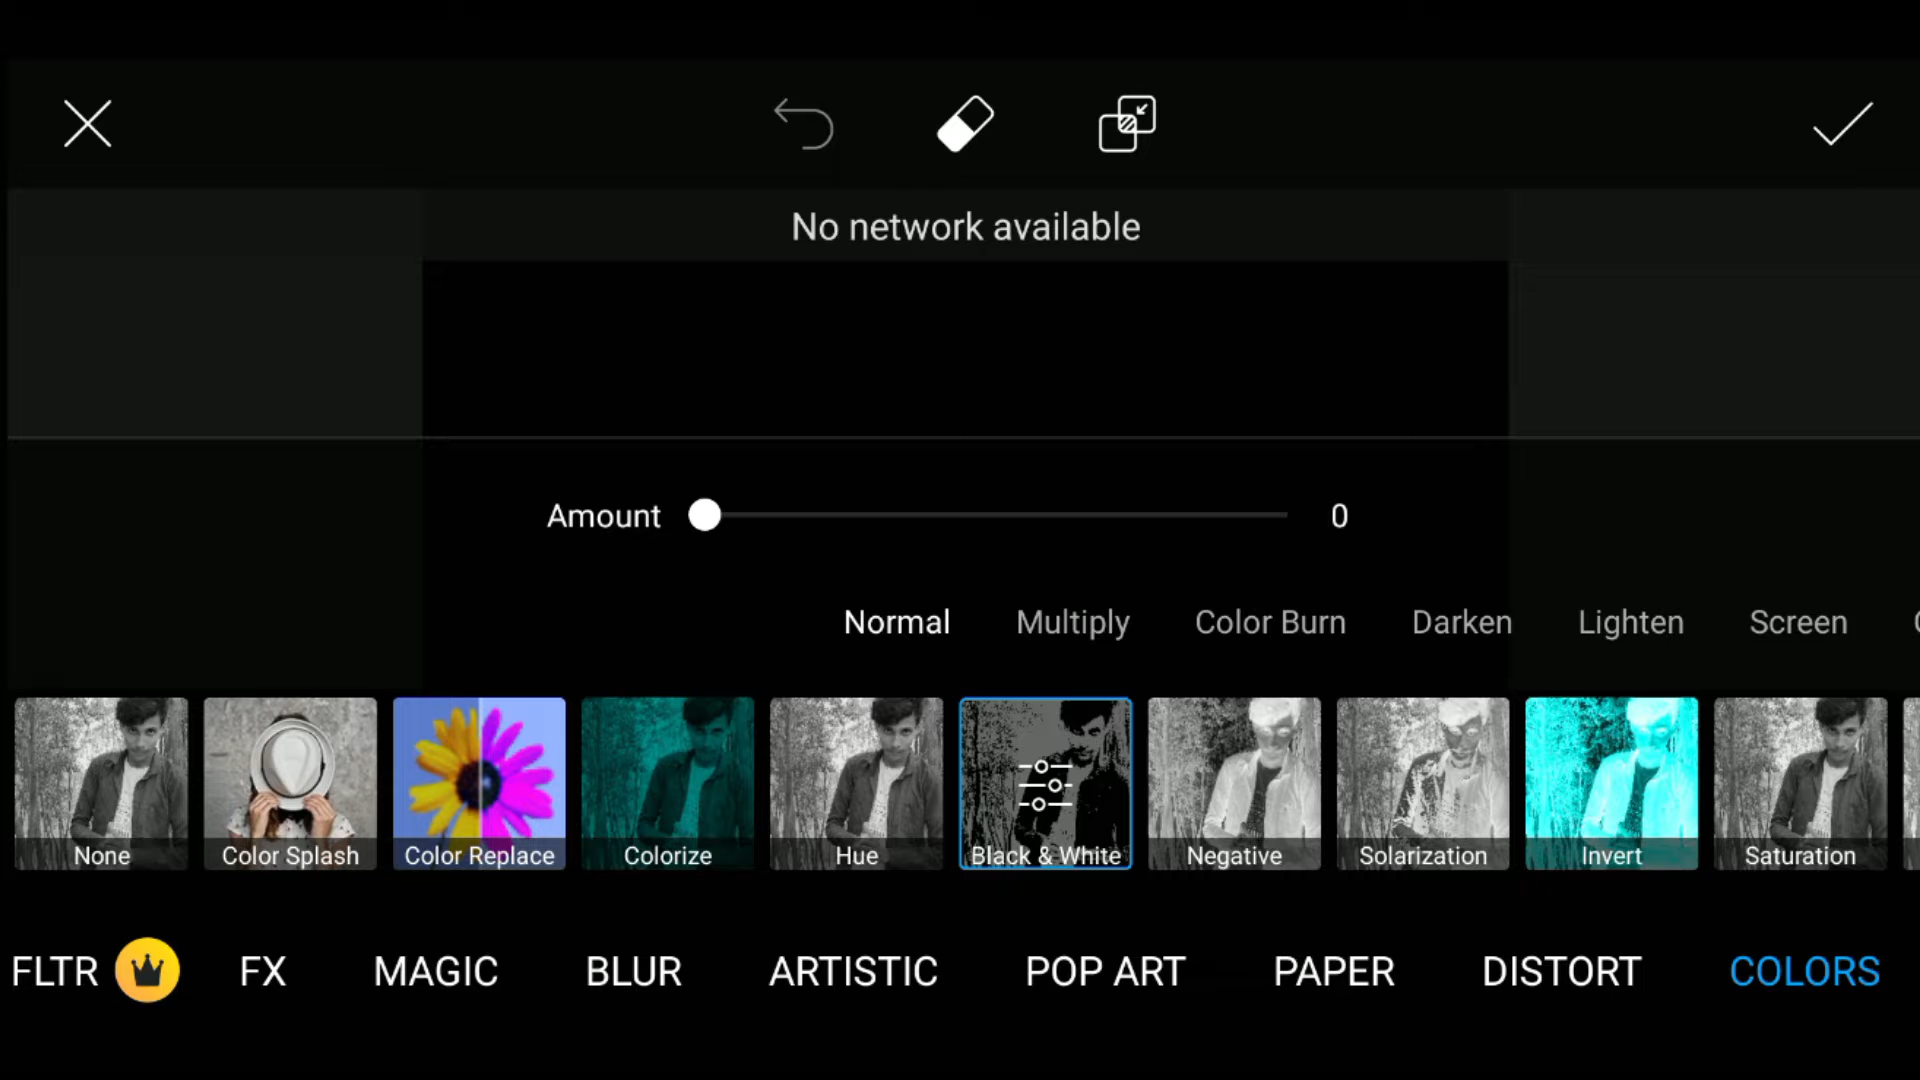 No network available
Amount 0
Normal Multiply Color Burn Darken Lighten Screen
None Color Splash Color Replace Colorize Hue Black & White Negative Solarization Invert Saturation
FLTR FX MAGIC BLUR ARTISTIC POP ART PAPER DISTORT COLORS